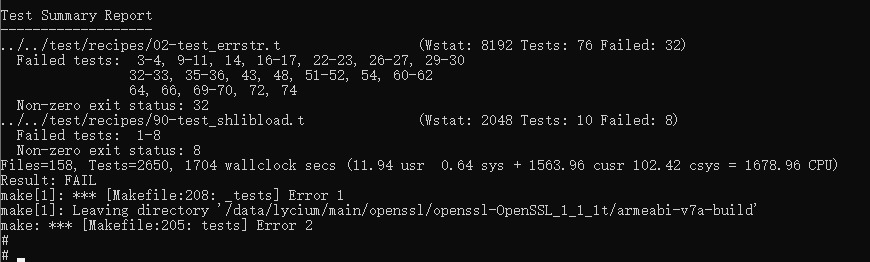 Test Summary Report
-------------------
../../test/recipes/02-test_errstr.t (Wstat: 8192 Tests: 76 Failed: 32)
Failed tests: 3-4, 9-11, 14, 16-17, 22-23, 26-27, 29-30
32-33, 35-36, 43, 48, 51-52, 54, 60-62
64, 66, 69-70, 72, 74
Non-zero exit status: 32
../../test/recipes/90-test_shlibload.t (Wstat: 2048 Tests: 10 Failed: 8)
Failed tests: 1-8
Non-zero exit status: 8
Files=158, Tests=2650, 1704 wallclock secs (11.94 usr 0.64 sys + 1563.96 cusr 102.42 csys = 1678.96 CPU)
Result: FAIL
make[1]: *** [Makefile:208: _tests] Error 1
make[1]: Leaving directory '/data/lycium/main/openssl/openssl-OpenSSL_1_1_1t/armeabi-v7a-build'
make: *** [Makefile:205: tests] Error 2
#
#